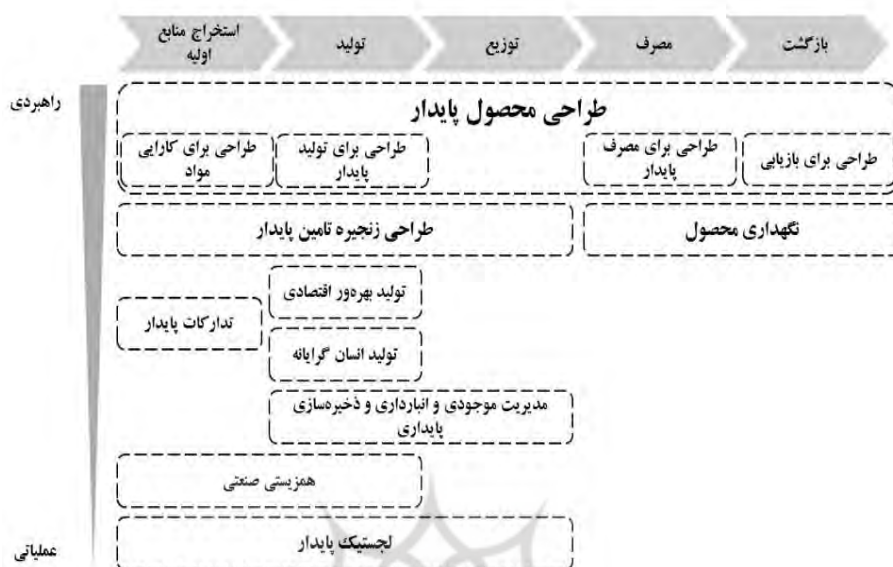 استخراج منابع
اولیه
تولید
توزیع
مصرف
بازگشت
راهبردی
طراحی محصول پایدار
طراحی برای کارایی
مواد
طراحی برای تولید
پایدار
طراحی برای مصرف
پایدار
طراحی برای بازیابی
طراحی زنجیره تامین پایدار
نگهداری محصول
تولید بهره‌ور اقتصادی
تدارکات پایدار
تولید انسان گرایانه
مدیریت موجودی و انبارداری و ذخیره‌سازی
پایداری
همزیستی صنعتی
لجستیک پایدار
عملیاتی